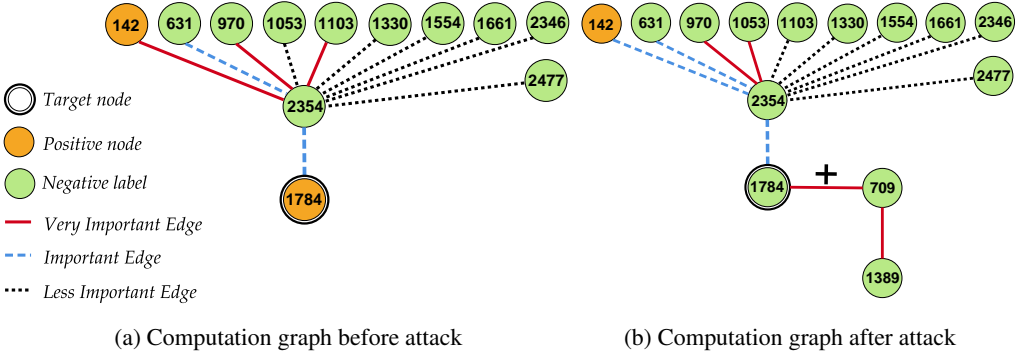 142 631 970 1053 1103 1330 1554 1661 2346
2477
2354
1784
Target node
Positive node
Negative label
Very Important Edge
Important Edge
Less Important Edge
(a) Computation graph before attack
142 631 970 1053 1103 1330 1554 1661 2346
2477
2354
1784 + 709
1389
(b) Computation graph after attack